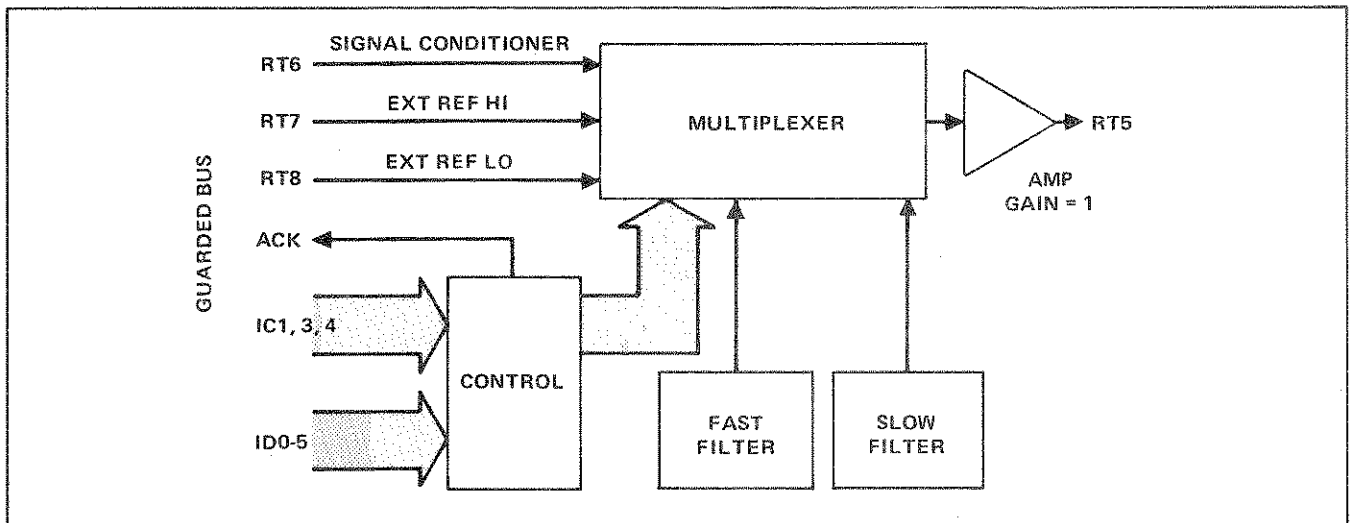 SIGNAL CONDITIONER
RT6
EXT REF HI
RT7
EXT REF LO
RT8
MULTIPLEXER
RT5
AMP
GAIN = 1
GUARDED BUS
ACK
IC1, 3, 4
ID0-5
CONTROL
FAST
FILTER
SLOW
FILTER